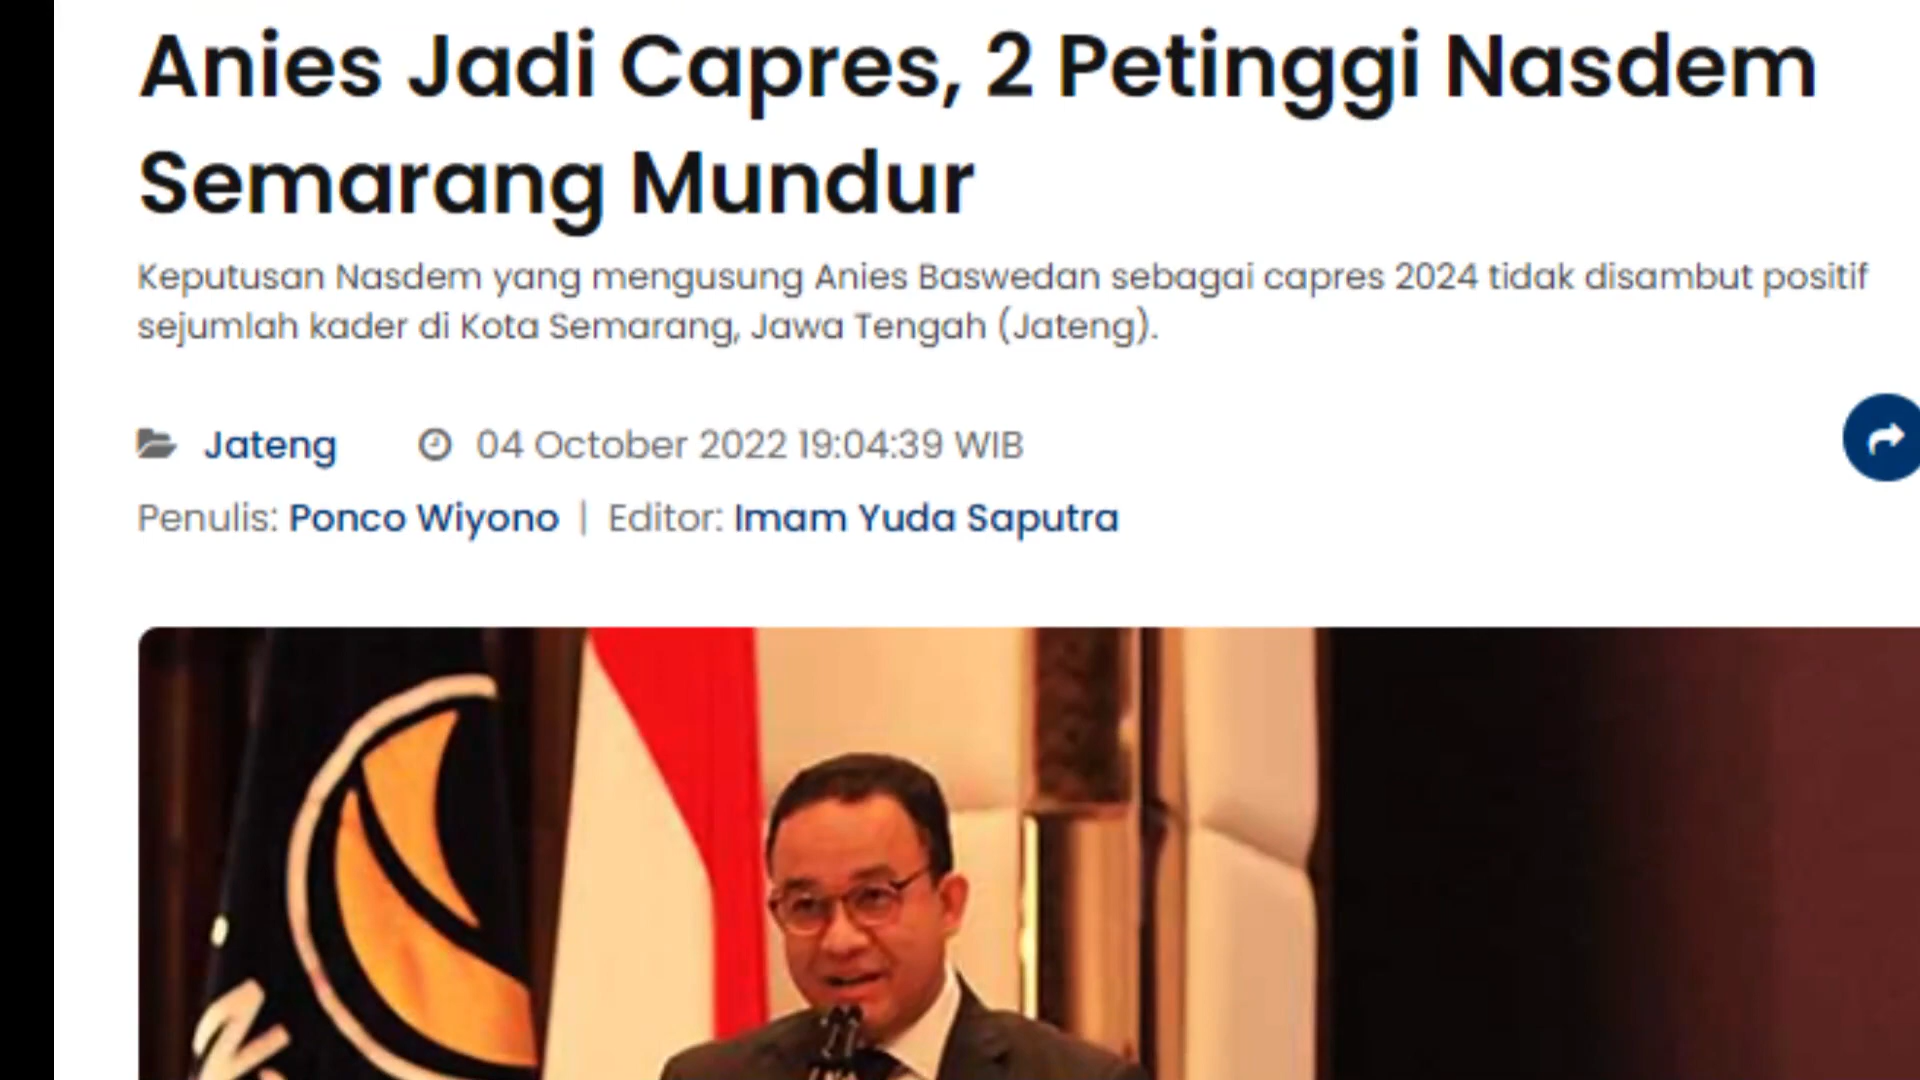 Anies Jadi Capres, 2 Petinggi Nasdem
Semarang Mundur
Keputusan Nasdem yang mengusung Anies Baswedan sebagai capres 2024 tidak disambut positif
sejumlah kader di Kota Semarang, Jawa Tengah (Jateng).
Jateng 04 October 2022 19:04:39 WIB
Penulis: Ponco Wiyono | Editor: Imam Yuda Saputra